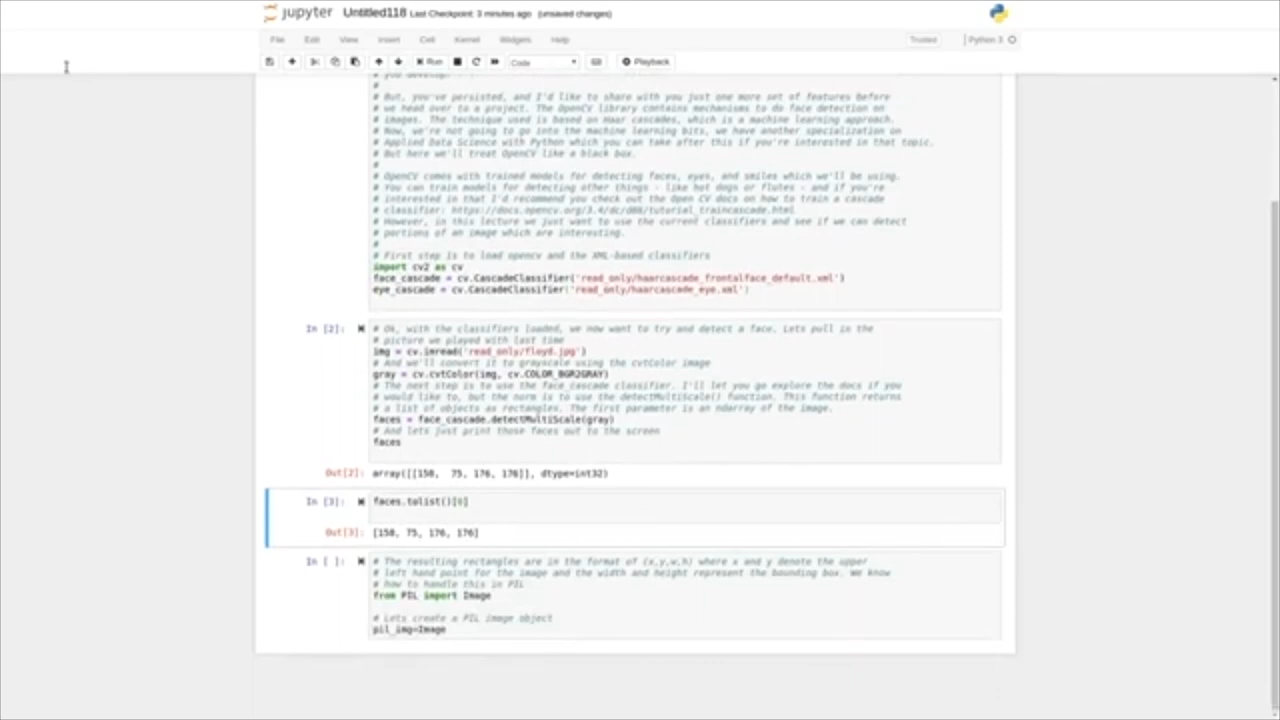 jupyter Untitled118 Last Checkpoint: 3 minutes ago (unsaved changes)
File Edit View Insert Cell Kernel Widgets Help Trusted Python 3
Run Code Playback
# you develop.
#
# But, you've persisted, and I'd like to share with you just one more set of features before
# we head over to a project. The OpenCV library contains mechanisms to do face detection on
# images. The technique used is based on Haar cascades, which is a machine learning approach.
# Now, we're not going to go into the machine learning bits, we have another specialization on
# Applied Data Science with Python which you can take after this if you're interested in that topic.
# But here we'll treat OpenCV like a black box.
#
# OpenCV comes with trained models for detecting faces, eyes, and smiles which we'll be using.
# You can train models for detecting other things - like hot dogs or flutes - and if you're
# interested in that I'd recommend you check out the Open CV docs on how to train a cascade
# classifier: https://docs.opencv.org/3.4/dc/d88/tutorial_traincascade.html
# However, in this lecture we just want to use the current classifiers and see if we can detect
# portions of an image which are interesting.
#
# First step is to load opencv and the XML-based classifiers
import cv2 as cv
face_cascade = cv.CascadeClassifier('read_only/haarcascade_frontalface_default.xml')
eye_cascade = cv.CascadeClassifier('read_only/haarcascade_eye.xml')
In [2]: # Ok, with the classifiers loaded, we now want to try and detect a face. Lets pull in the
# picture we played with last time
img = cv.imread('read_only/floyd.jpg')
# And we'll convert it to grayscale using the cvtColor image
gray = cv.cvtColor(img, cv.COLOR_BGR2GRAY)
# The next step is to use the face_cascade classifier. I'll let you go explore the docs if you
# would like to, but the norm is to use the detectMultiScale() function. This function returns
# a list of objects as rectangles. The first parameter is an ndarray of the image.
faces = face_cascade.detectMultiScale(gray)
# And lets just print those faces out to the screen
faces
Out[2]: array([[158, 75, 176, 176]], dtype=int32)
In [3]: faces.tolist()[0]
Out[3]: [158, 75, 176, 176]
In [ ]: # The resulting rectangles are in the format of (x,y,w,h) where x and y denote the upper
# left hand point for the image and the width and height represent the bounding box. We know
# how to handle this in PIL
from PIL import Image
# Lets create a PIL image object
pil_img=Image